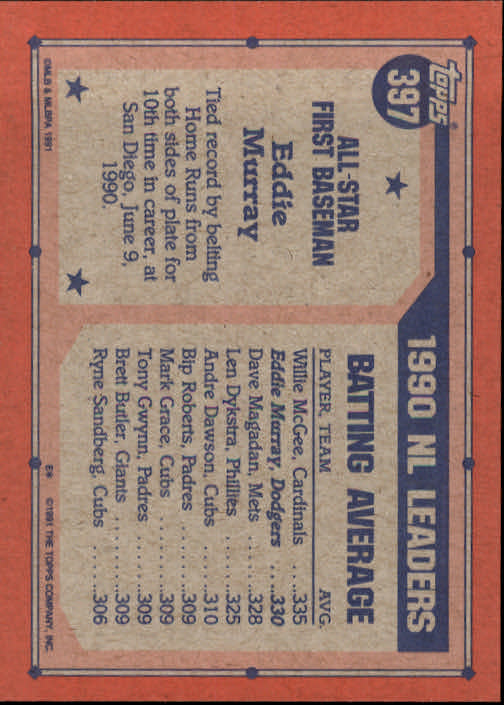 topps®
397
ALL-STAR
FIRST BASEMAN
Eddie
Murray
Tied record by belting
Home Runs from
both sides of plate for
10th time in career, at
San Diego, June 9,
1990.
©MLB & MLBPA 1991
1990 NL LEADERS
BATTING AVERAGE
PLAYER, TEAM AVG.
Willie McGee, Cardinals ....335
Eddie Murray, Dodgers ....330
Dave Magadan, Mets ......328
Len Dykstra, Phillies ......325
Andre Dawson, Cubs ......310
Bip Roberts, Padres ......309
Mark Grace, Cubs ........309
Tony Gwynn, Padres ......309
Brett Butler, Giants ........309
Ryne Sandberg, Cubs .....306
E* ©1991 THE TOPPS COMPANY, INC.